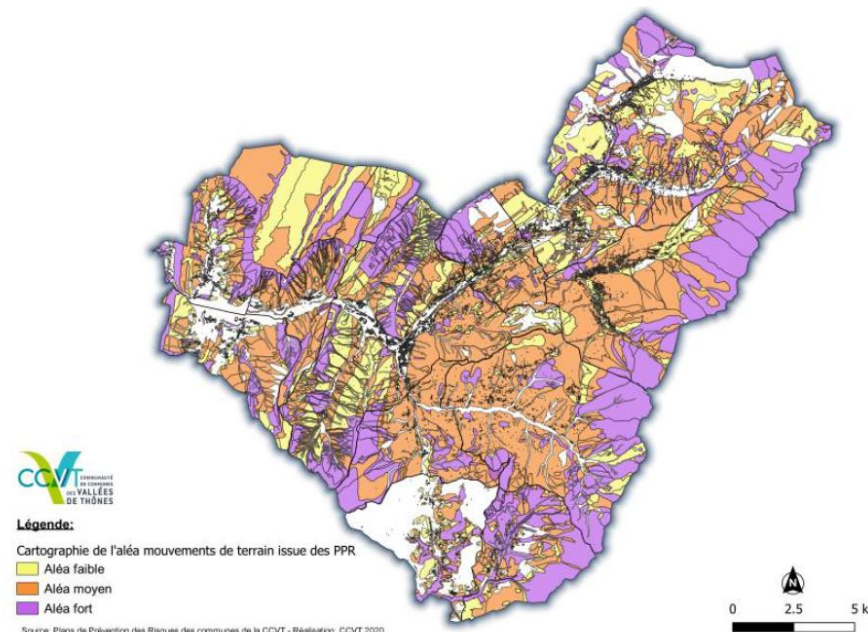 CCVT
COMMUNAUTÉ
DE COMMUNES
DES VALLÉES
DE THÔNES
Légende:
Cartographie de l'aléa mouvements de terrain issue des PPR
Aléa faible
Aléa moyen
Aléa fort
Source: Plans de Prévention des Risques des communes de la CCVT - Réalisation: CCVT 2020
N
0 2.5 5 k